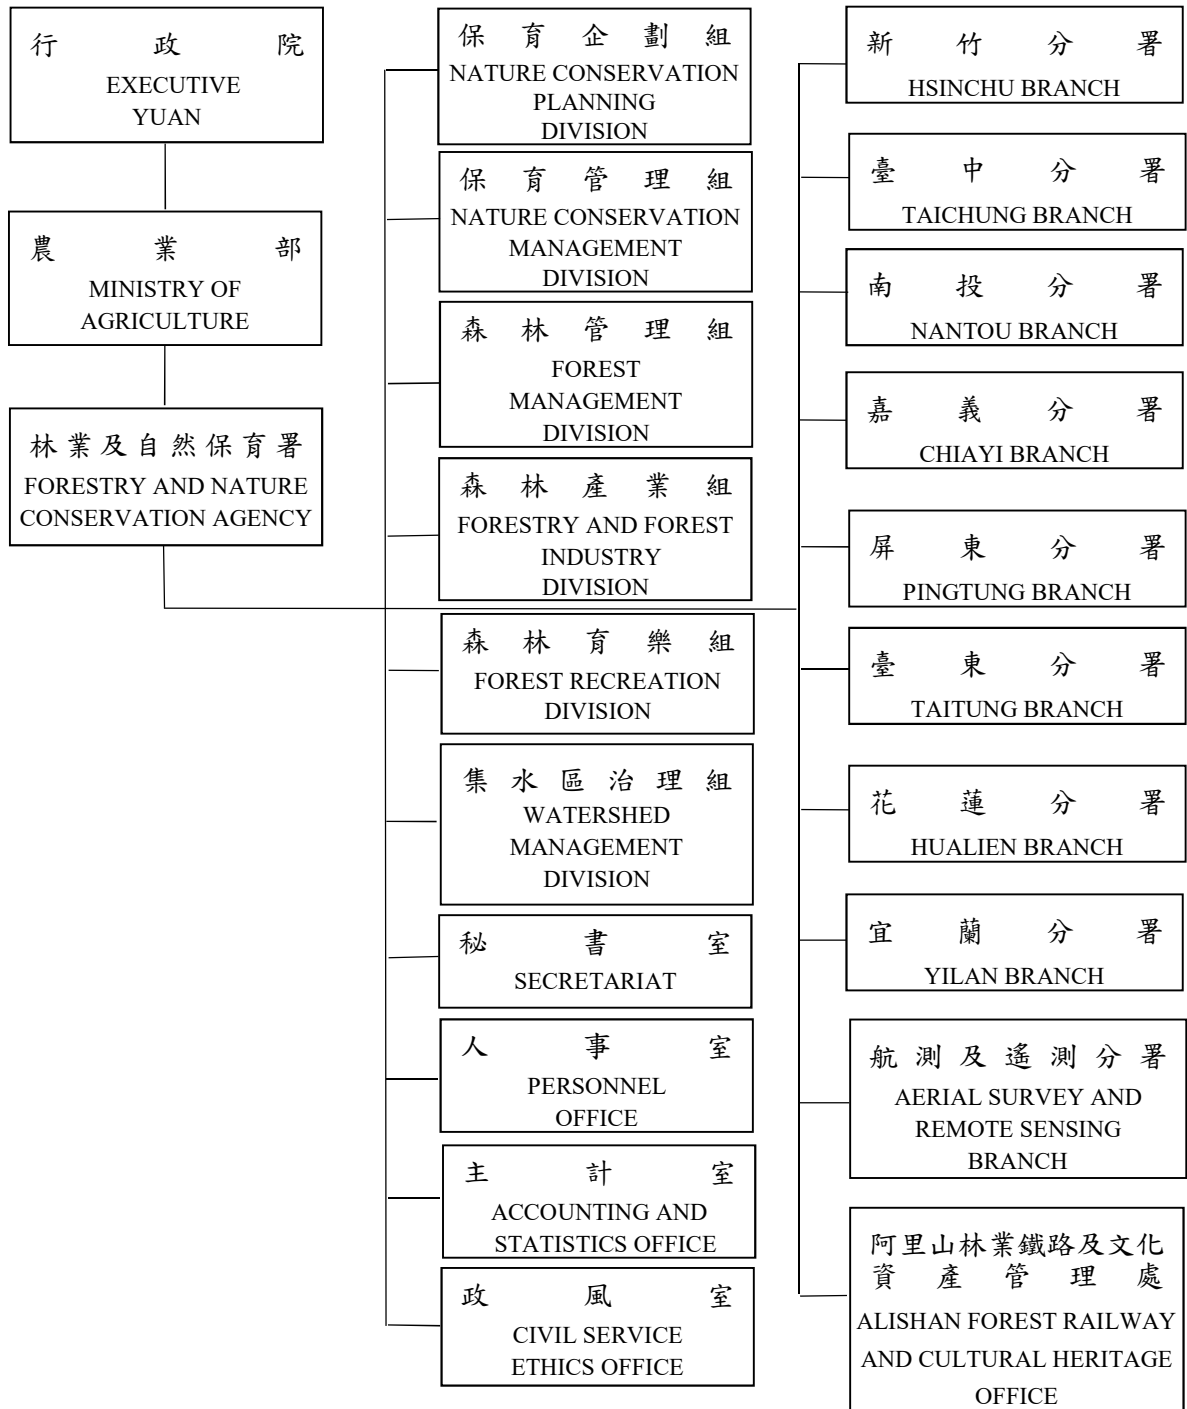 行政院
EXECUTIVE
YUAN
農業部
MINISTRY OF
AGRICULTURE
林業及自然保育署
FORESTRY AND NATURE
CONSERVATION AGENCY
保育企劃組
NATURE CONSERVATION
PLANNING
DIVISION
保育管理組
NATURE CONSERVATION
MANAGEMENT
DIVISION
森林管理組
FOREST
MANAGEMENT
DIVISION
森林產業組
FORESTRY AND FOREST
INDUSTRY
DIVISION
森林育樂組
FOREST RECREATION
DIVISION
集水區治理組
WATERSHED
MANAGEMENT
DIVISION
秘書室
SECRETARIAT
人事室
PERSONNEL
OFFICE
主計室
ACCOUNTING AND
STATISTICS OFFICE
政風室
CIVIL SERVICE
ETHICS OFFICE
新竹分署
HSINCHU BRANCH
臺中分署
TAICHUNG BRANCH
南投分署
NANTOU BRANCH
嘉義分署
CHIAYI BRANCH
屏東分署
PINGTUNG BRANCH
臺東分署
TAITUNG BRANCH
花蓮分署
HUALIEN BRANCH
宜蘭分署
YILAN BRANCH
航測及遙測分署
AERIAL SURVEY AND
REMOTE SENSING
BRANCH
阿里山林業鐵路及文化
資產管理處
ALISHAN FOREST RAILWAY
AND CULTURAL HERITAGE
OFFICE